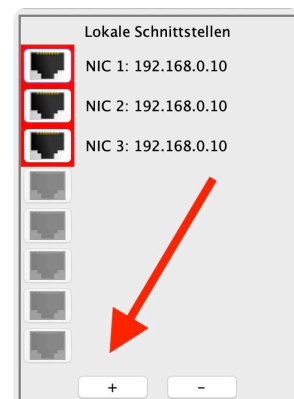 Lokale Schnittstellen
NIC 1: 192.168.0.10
NIC 2: 192.168.0.10
NIC 3: 192.168.0.10
+ -